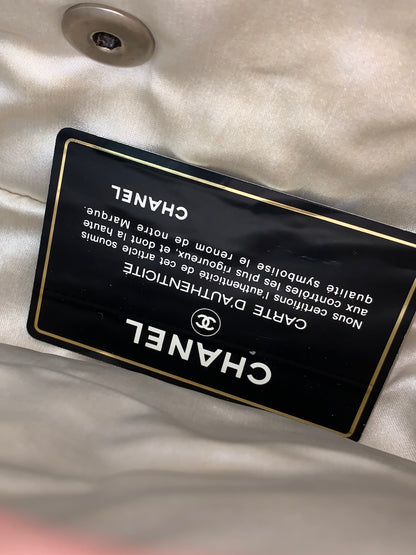 CHANEL
CARTE D'AUTHENTICITÉ
Nous certifions l'authenticité de cet article soumis
aux contrôles les plus rigoureux, et dont la haute
qualité symbolise le renom de notre Marque.
CHANEL